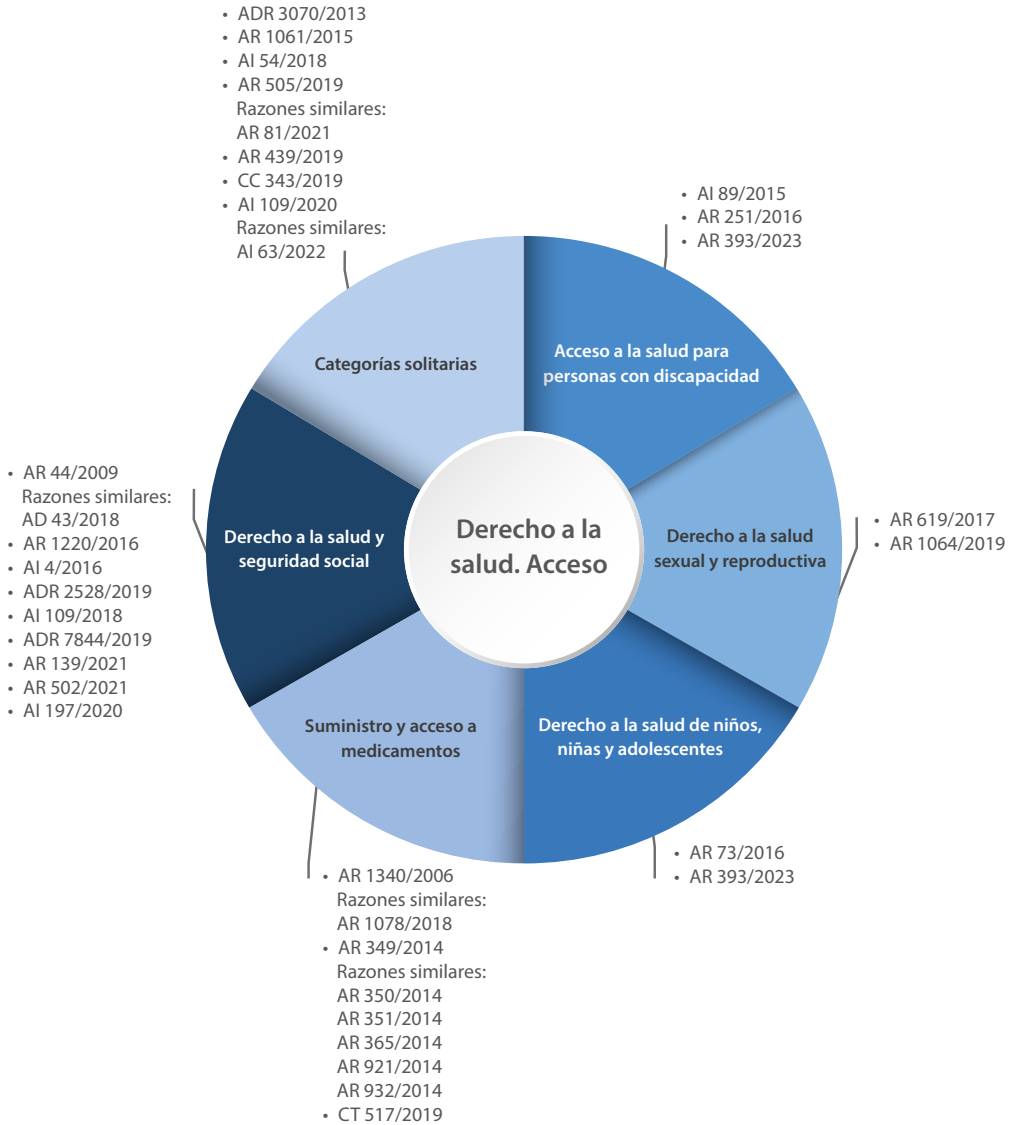 • ADR 3070/2013
• AR 1061/2015
• AI 54/2018
• AR 505/2019
Razones similares:
AR 81/2021
• AR 439/2019
• CC 343/2019
• AI 109/2020
Razones similares:
AI 63/2022
• AI 89/2015
• AR 251/2016
• AR 393/2023
Categorías solitarias
Acceso a la salud para
personas con discapacidad
• AR 44/2009
Razones similares:
AD 43/2018
• AR 1220/2016
• AI 4/2016
• ADR 2528/2019
• AI 109/2018
• ADR 7844/2019
• AR 139/2021
• AR 502/2021
• AI 197/2020
Derecho a la salud y
seguridad social
Derecho a la
salud. Acceso
Derecho a la salud
sexual y reproductiva
• AR 619/2017
• AR 1064/2019
Suministro y acceso a
medicamentos
Derecho a la salud de niños,
niñas y adolescentes
• AR 73/2016
• AR 393/2023
• AR 1340/2006
Razones similares:
AR 1078/2018
• AR 349/2014
Razones similares:
AR 350/2014
AR 351/2014
AR 365/2014
AR 921/2014
AR 932/2014
• CT 517/2019